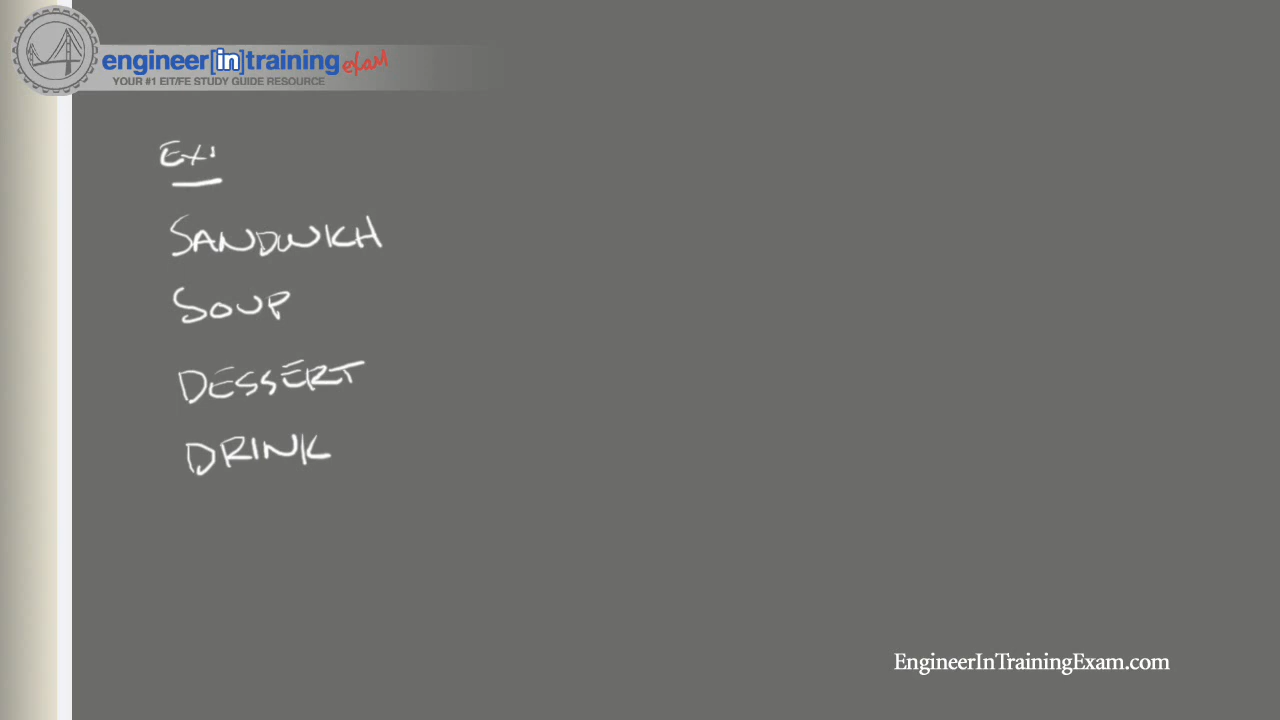 engineer[in]training exam
YOUR #1 EIT/FE STUDY GUIDE RESOURCE
EX.
SANDWICH
SOUP
DESSERT
DRINK
EngineerInTrainingExam.com